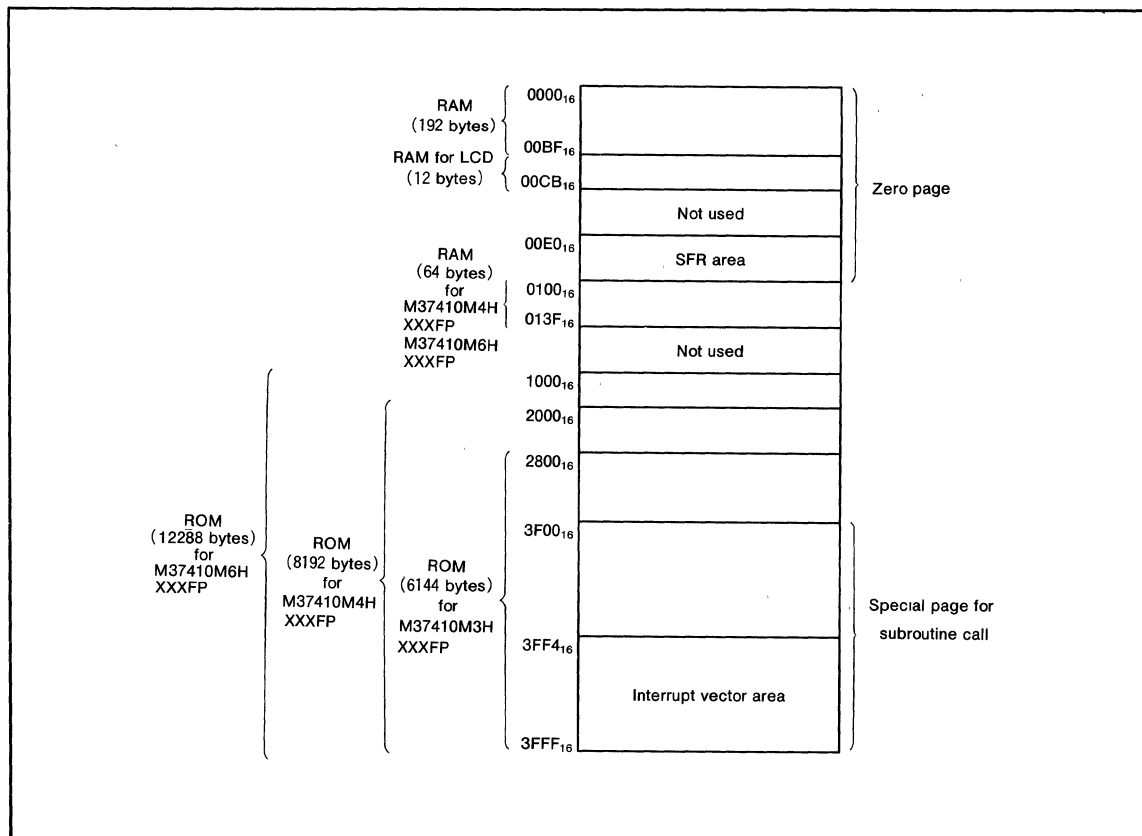 RAM
(192 bytes)
RAM for LCD
(12 bytes)
RAM
(64 bytes)
for
M37410M4H
XXXFP
M37410M6H
XXXFP
ROM
(12288 bytes)
for
M37410M6H
XXXFP
ROM
(8192 bytes)
for
M37410M4H
XXXFP
ROM
(6144 bytes)
for
M37410M3H
XXXFP
0000₁₆
00BF₁₆
00CB₁₆
00E0₁₆
0100₁₆
013F₁₆
1000₁₆
2000₁₆
2800₁₆
3F00₁₆
3FF4₁₆
3FFF₁₆
Not used
SFR area
Not used
Interrupt vector area
Zero page
Special page for
subroutine call